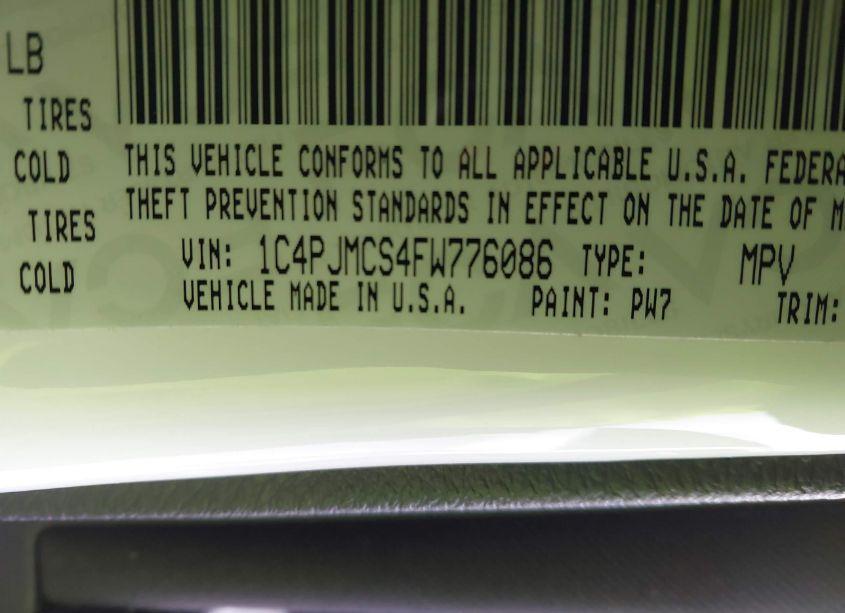 LB
TIRES
COLD
TIRES
COLD
THIS VEHICLE CONFORMS TO ALL APPLICABLE U.S.A. FEDERA
THEFT PREVENTION STANDARDS IN EFFECT ON THE DATE OF M
VIN: 1C4PJMCS4FW776086 TYPE: MPV
VEHICLE MADE IN U.S.A. PAINT: PW7 TRIM: